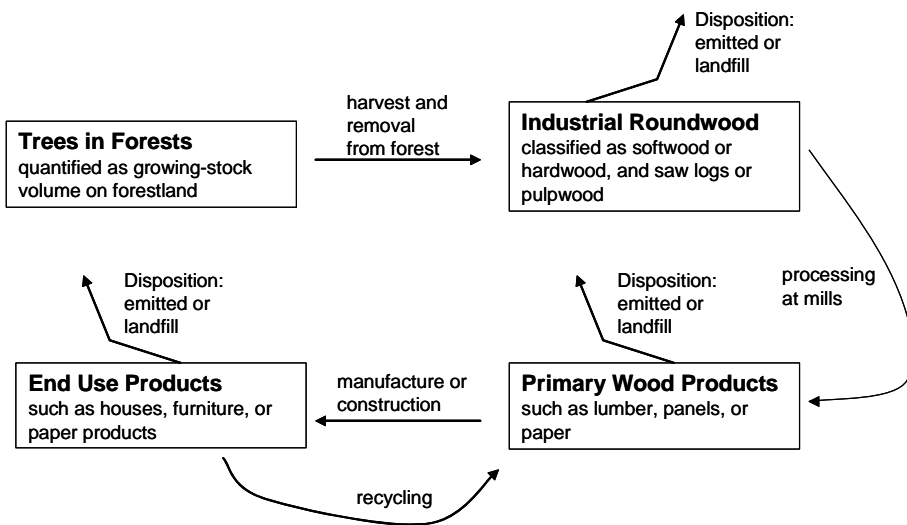 Disposition:
emitted or
landfill
harvest and
removal
from forest
Trees in Forests
quantified as growing-stock
volume on forestland
Industrial Roundwood
classified as softwood or
hardwood, and saw logs or
pulpwood
processing
at mills
Disposition:
emitted or
landfill
Disposition:
emitted or
landfill
End Use Products
such as houses, furniture, or
paper products
manufacture or
construction
Primary Wood Products
such as lumber, panels, or
paper
recycling